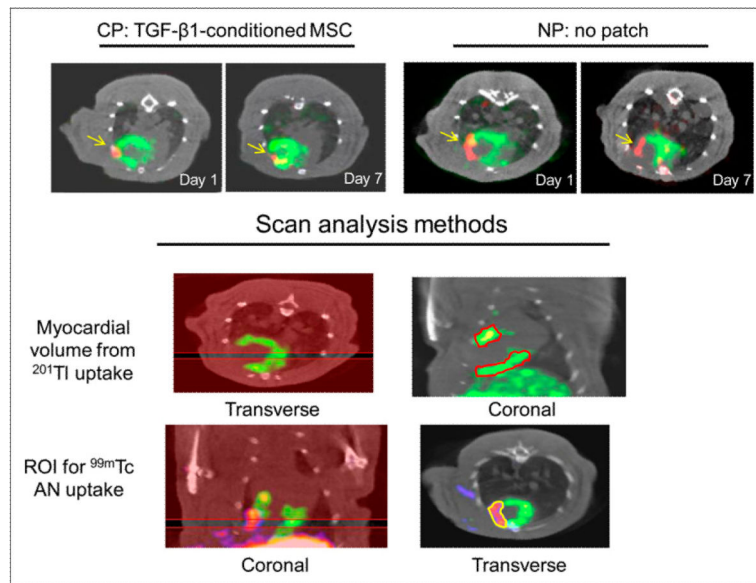 CP: TGF-β1-conditioned MSC
NP: no patch
Day 1
Day 7
Day 1
Day 7
Scan analysis methods
Myocardial
volume from
²⁰¹Tl uptake
Transverse
Coronal
ROI for ⁹⁹ᵐTc
AN uptake
Coronal
Transverse